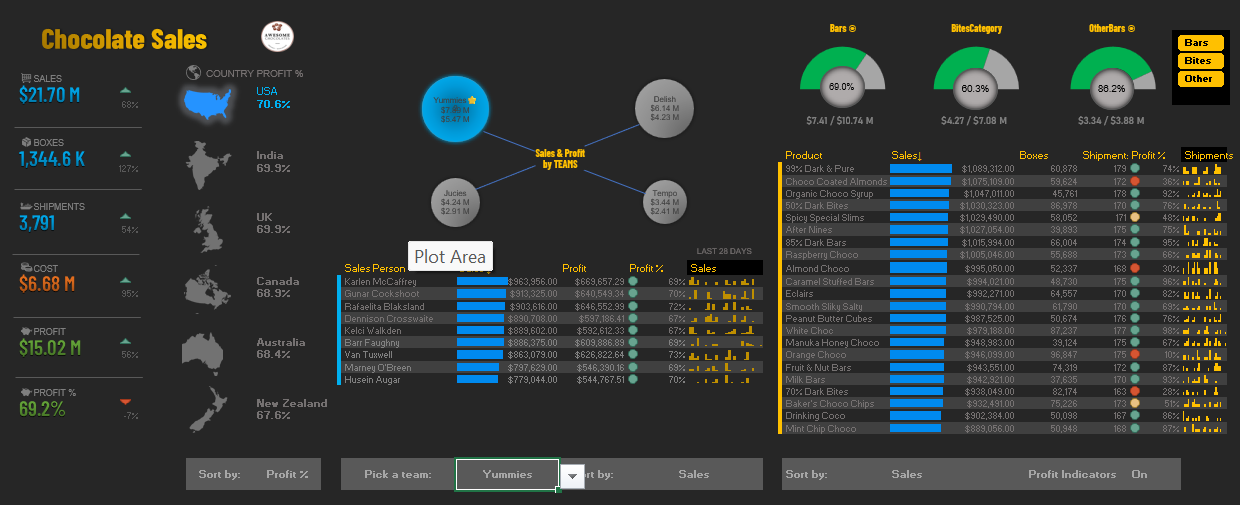 Chocolate Sales
AWESOME
CHOCOLATES
SALES
$21.70 M
68%
BOXES
1,344.6 K
127%
SHIPMENTS
3,791
54%
COST
$6.68 M
95%
PROFIT
$15.02 M
56%
PROFIT %
69.2%
-7%
COUNTRY PROFIT %
USA
70.6%
India
69.9%
UK
69.9%
Canada
68.9%
Australia
68.4%
New Zealand
67.6%
Sort by: Profit %
Yummies
$5.47 M
Delish
$6.14 M
$4.23 M
Sales & Profit
by TEAMS
Jucies
$4.24 M
$2.91 M
Tempo
$3.44 M
$2.41 M
Plot Area
LAST 28 DAYS
Sales Person Profit Profit % Sales
Karlen McCaffrey $963,956.00 $669,657.29 69%
Gunar Cockshoot $913,325.00 $640,549.34 70%
Rafaelita Blaksland $903,616.00 $646,552.99 72%
Dennison Crosswaite $890,708.00 $597,186.41 67%
Kelci Walkden $889,602.00 $592,612.33 67%
Barr Faughny $886,375.00 $609,886.89 69%
Van Tuxwell $863,079.00 $626,822.64 73%
Marney O'Breen $797,629.00 $546,390.16 69%
Husein Augar $779,044.00 $544,767.51 70%
Pick a team: Yummies rt by: Sales
Bars
69.0%
$7.41 / $10.74 M
BitesCategory
60.3%
$4.27 / $7.08 M
OtherBars
86.2%
$3.34 / $3.88 M
Bars
Bites
Other
Product Sales↓ Boxes Shipment: Profit % Shipments
99% Dark & Pure $1,089,312.00 60,878 179 74%
Choco Coated Almonds $1,075,109.00 59,624 172 36%
Organic Choco Syrup $1,047,011.00 45,761 178 92%
50% Dark Bites $1,030,323.00 86,978 170 76%
Spicy Special Slims $1,029,490.00 58,052 171 48%
After Nines $1,027,054.00 39,893 175 75%
85% Dark Bars $1,015,994.00 66,004 174 95%
Raspberry Choco $1,005,046.00 55,688 173 66%
Almond Choco $995,050.00 52,337 168 30%
Caramel Stuffed Bars $994,021.00 48,730 175 96%
Eclairs $992,271.00 64,557 170 82%
Smooth Sliky Salty $990,794.00 61,790 173 69%
Peanut Butter Cubes $987,525.00 50,674 176 76%
White Choc $979,188.00 87,237 177 98%
Manuka Honey Choco $948,983.00 39,124 175 67%
Orange Choco $946,099.00 96,847 175 10%
Fruit & Nut Bars $943,551.00 74,319 172 87%
Milk Bars $942,921.00 37,635 170 93%
70% Dark Bites $938,049.00 82,174 163 28%
Baker's Choco Chips $932,491.00 75,226 173 51%
Drinking Coco $902,384.00 50,098 167 86%
Mint Chip Choco $889,056.00 50,948 168 87%
Sort by: Sales Profit Indicators On